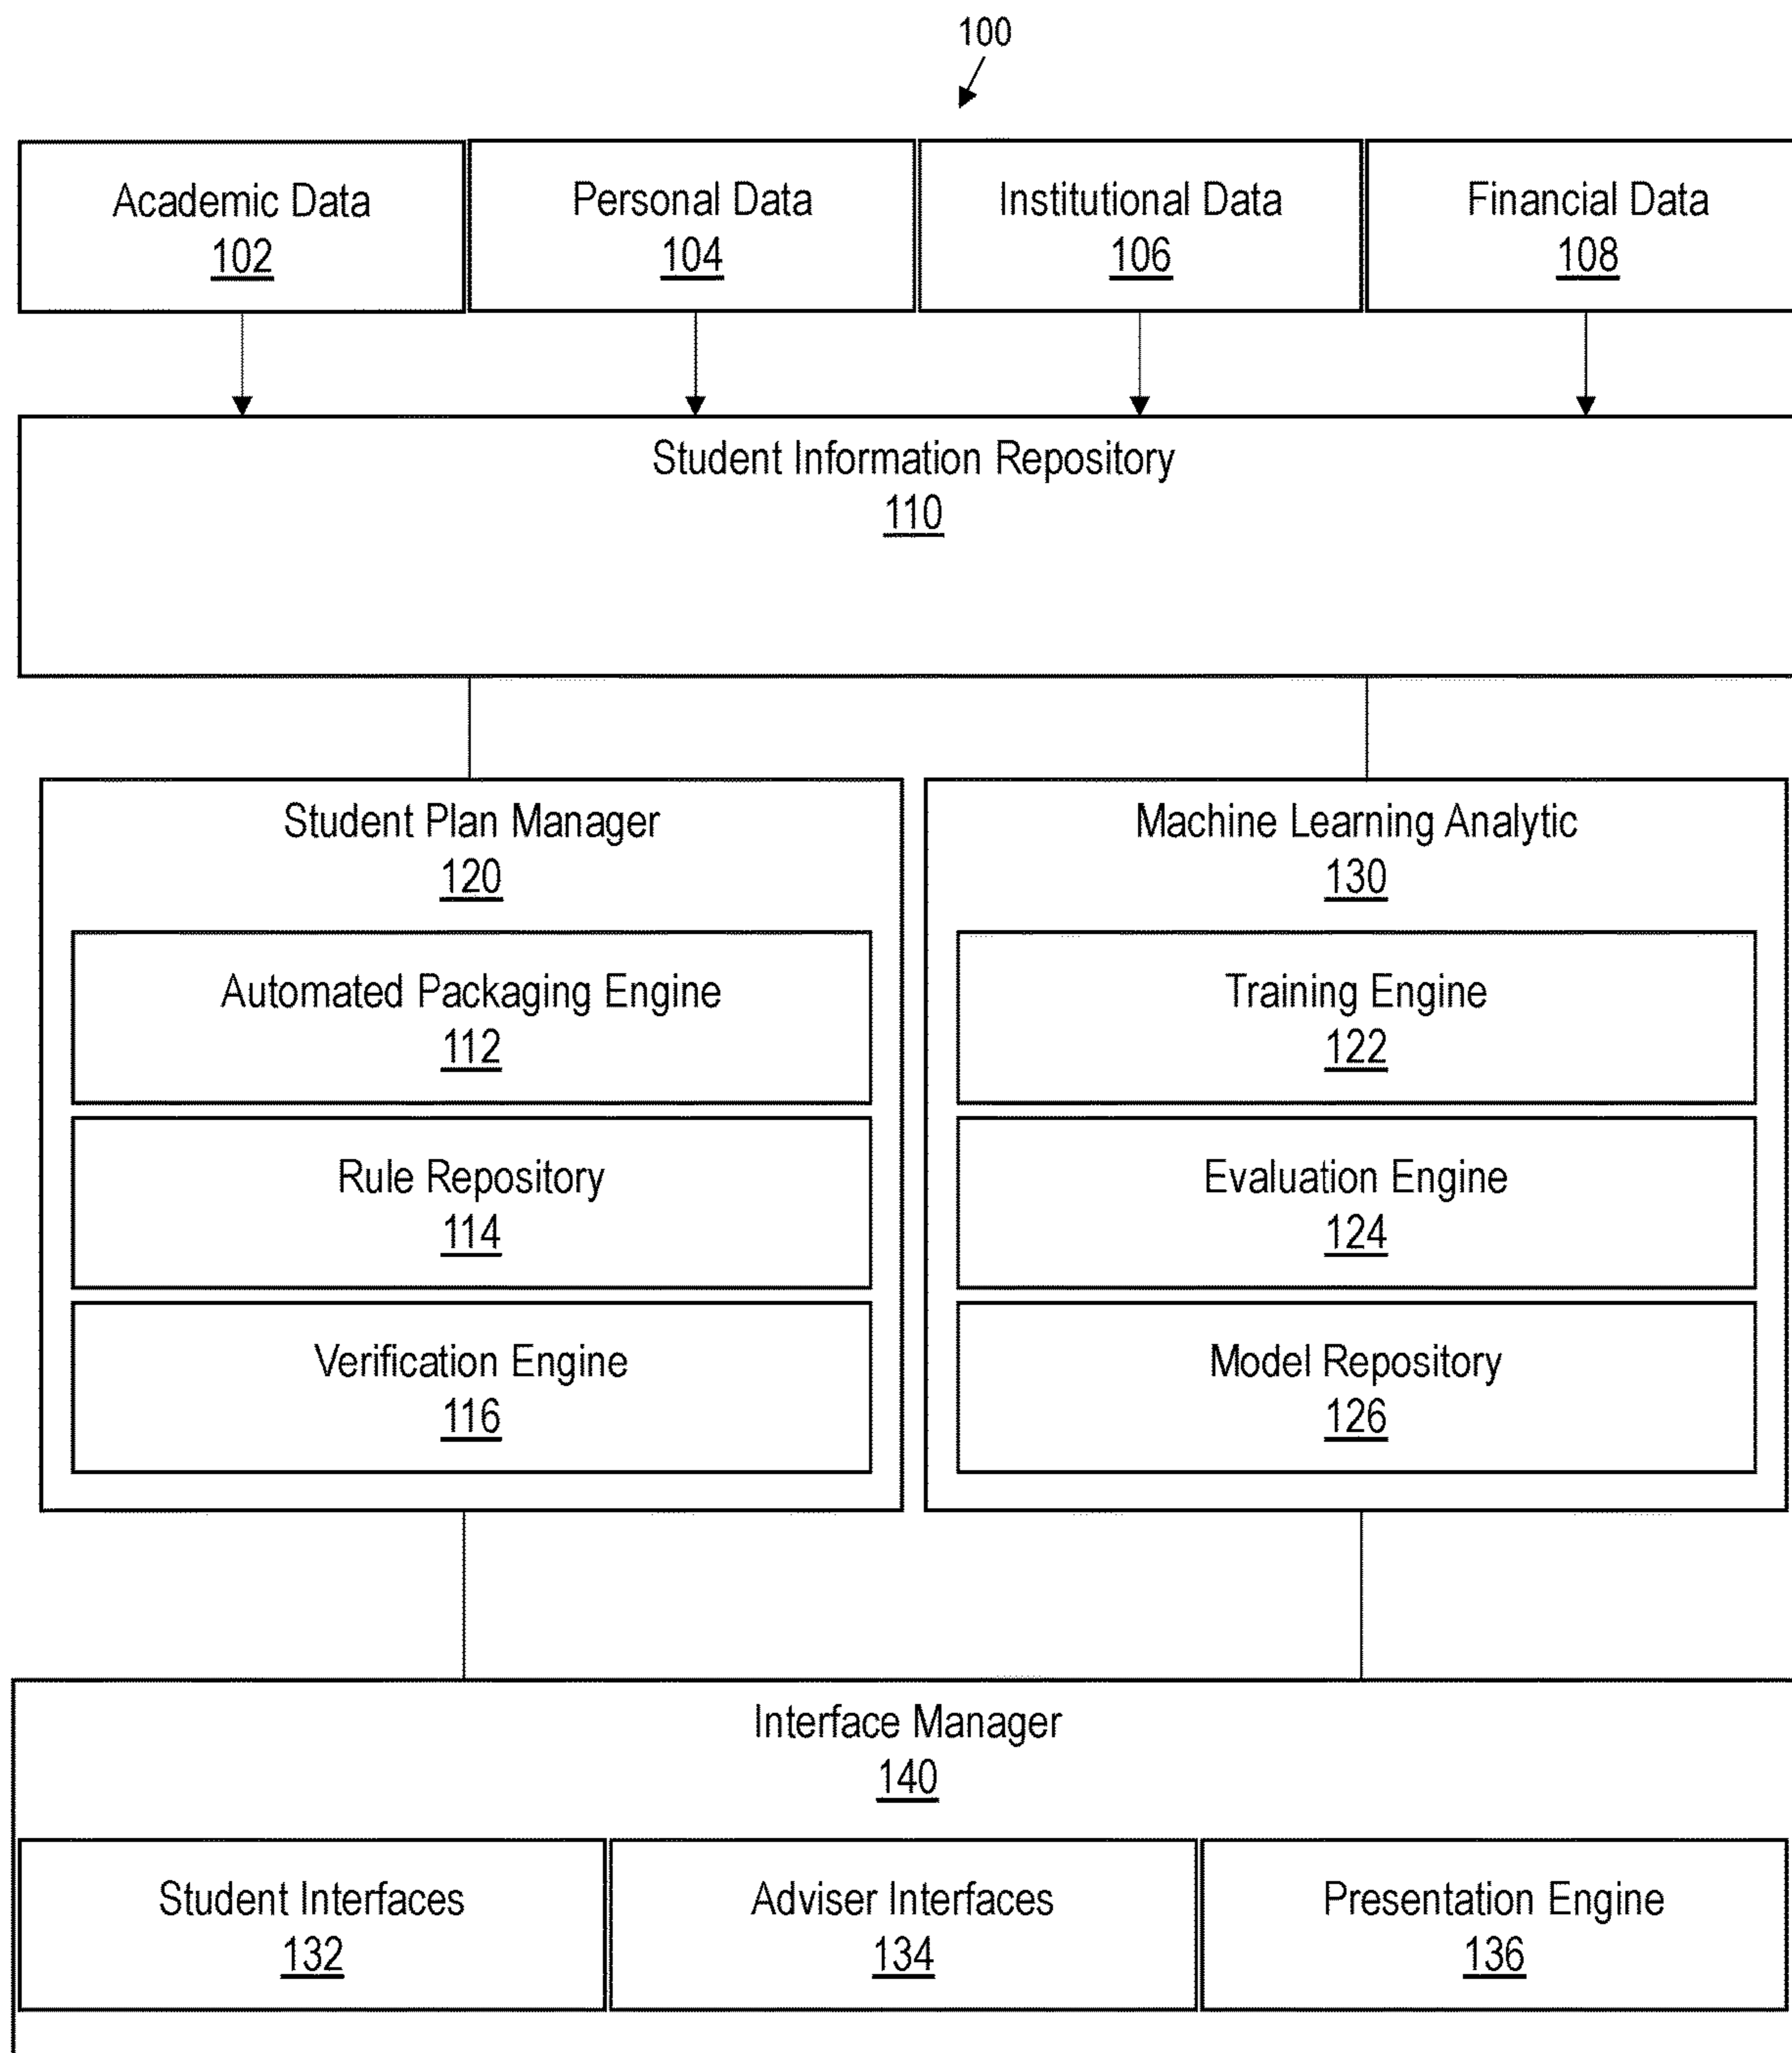 100
Academic Data
102
Personal Data
104
Institutional Data
106
Financial Data
108
Student Information Repository
110
Student Plan Manager
120
Automated Packaging Engine
112
Rule Repository
114
Verification Engine
116
Machine Learning Analytic
130
Training Engine
122
Evaluation Engine
124
Model Repository
126
Interface Manager
140
Student Interfaces
132
Adviser Interfaces
134
Presentation Engine
136